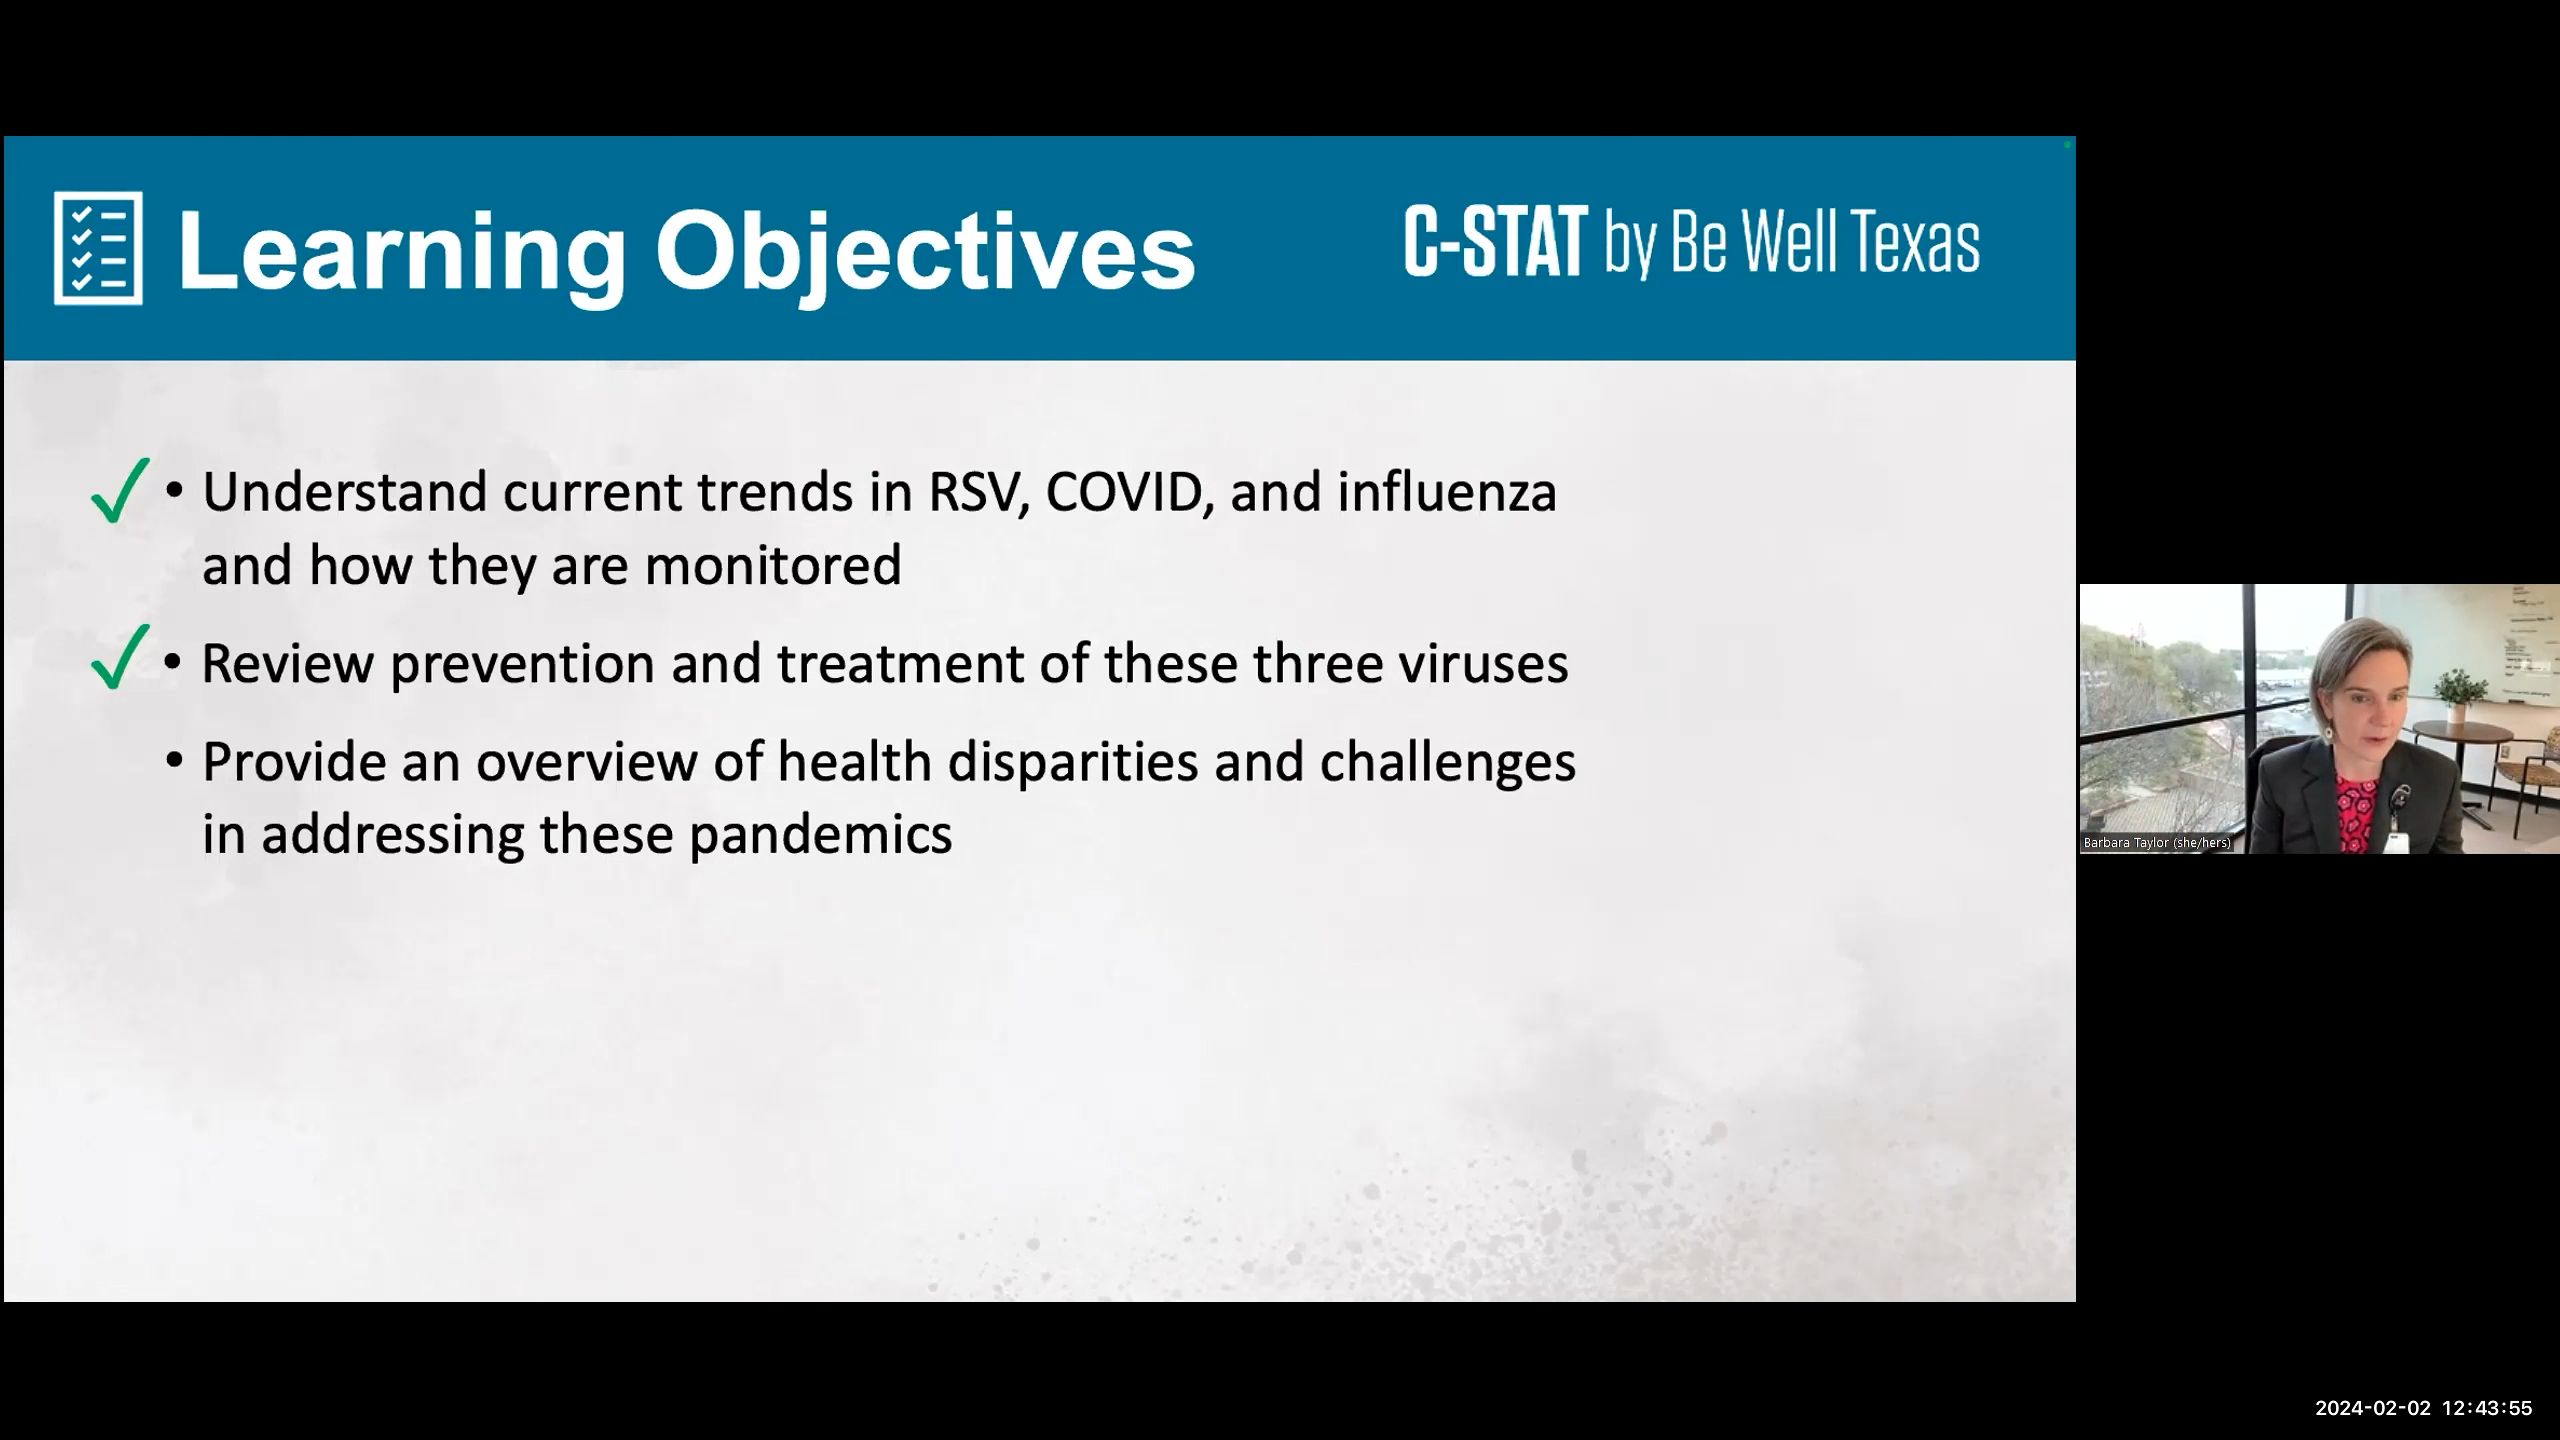 Learning Objectives
C-STAT by Be Well Texas
• Understand current trends in RSV, COVID, and influenza
and how they are monitored
• Review prevention and treatment of these three viruses
• Provide an overview of health disparities and challenges
in addressing these pandemics
Barbara Taylor (she/hers)
2024-02-02 12:43:55